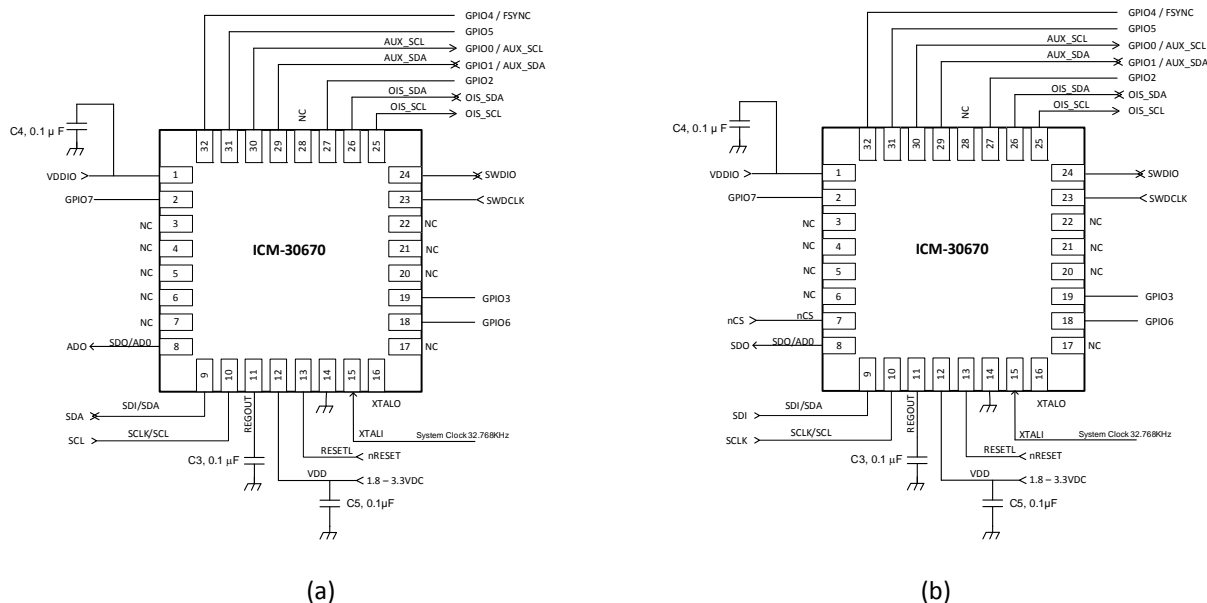 GPIO4 / FSYNC
GPIO5
AUX_SCL
GPIO0 / AUX_SCL
AUX_SDA
GPIO1 / AUX_SDA
GPIO2
OIS_SDA
OIS_SDA
OIS_SCL
OIS_SCL
NC
C4, 0.1 µ F
32 31 30 29 28 27 26 25
VDDIO 1
GPIO7 2
NC 3
NC 4
NC 5
NC 6
NC 7
ADO SDO/AD0 8
24 SWDIO
23 SWDCLK
22 NC
21 NC
20 NC
19 GPIO3
18 GPIO6
17 NC
ICM-30670
9 10 11 12 13 14 15 16
XTALO
SDA SDI/SDA
SCL SCLK/SCL
REGOUT
XTALI System Clock 32.768KHz
RESETL nRESET
C3, 0.1 µF
VDD 1.8 – 3.3VDC
C5, 0.1µF
(a)
GPIO4 / FSYNC
GPIO5
AUX_SCL
GPIO0 / AUX_SCL
AUX_SDA
GPIO1 / AUX_SDA
GPIO2
OIS_SDA
OIS_SDA
OIS_SCL
OIS_SCL
NC
C4, 0.1 µ F
32 31 30 29 28 27 26 25
VDDIO 1
GPIO7 2
NC 3
NC 4
NC 5
NC 6
nCS nCS 7
SDO SDO/AD0 8
24 SWDIO
23 SWDCLK
22 NC
21 NC
20 NC
19 GPIO3
18 GPIO6
17 NC
ICM-30670
9 10 11 12 13 14 15 16
XTALO
SDI SDI/SDA
SCLK SCLK/SCL
REGOUT
XTALI System Clock 32.768KHz
RESETL nRESET
C3, 0.1 µF
VDD 1.8 – 3.3VDC
C5, 0.1µF
(b)